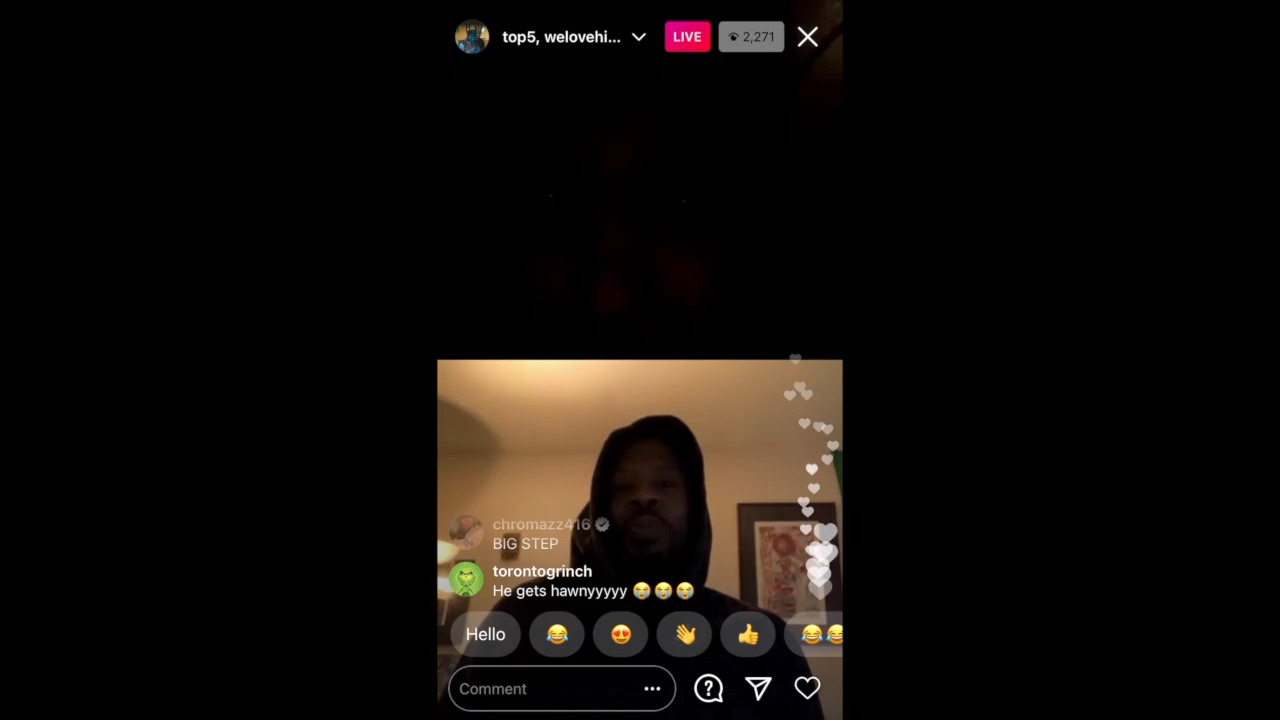 top5, welovehi...
LIVE
2,271
chromazz416
BIG STEP
torontogrinch
He gets hawnyyyyy 😭😭😭
Hello
Comment